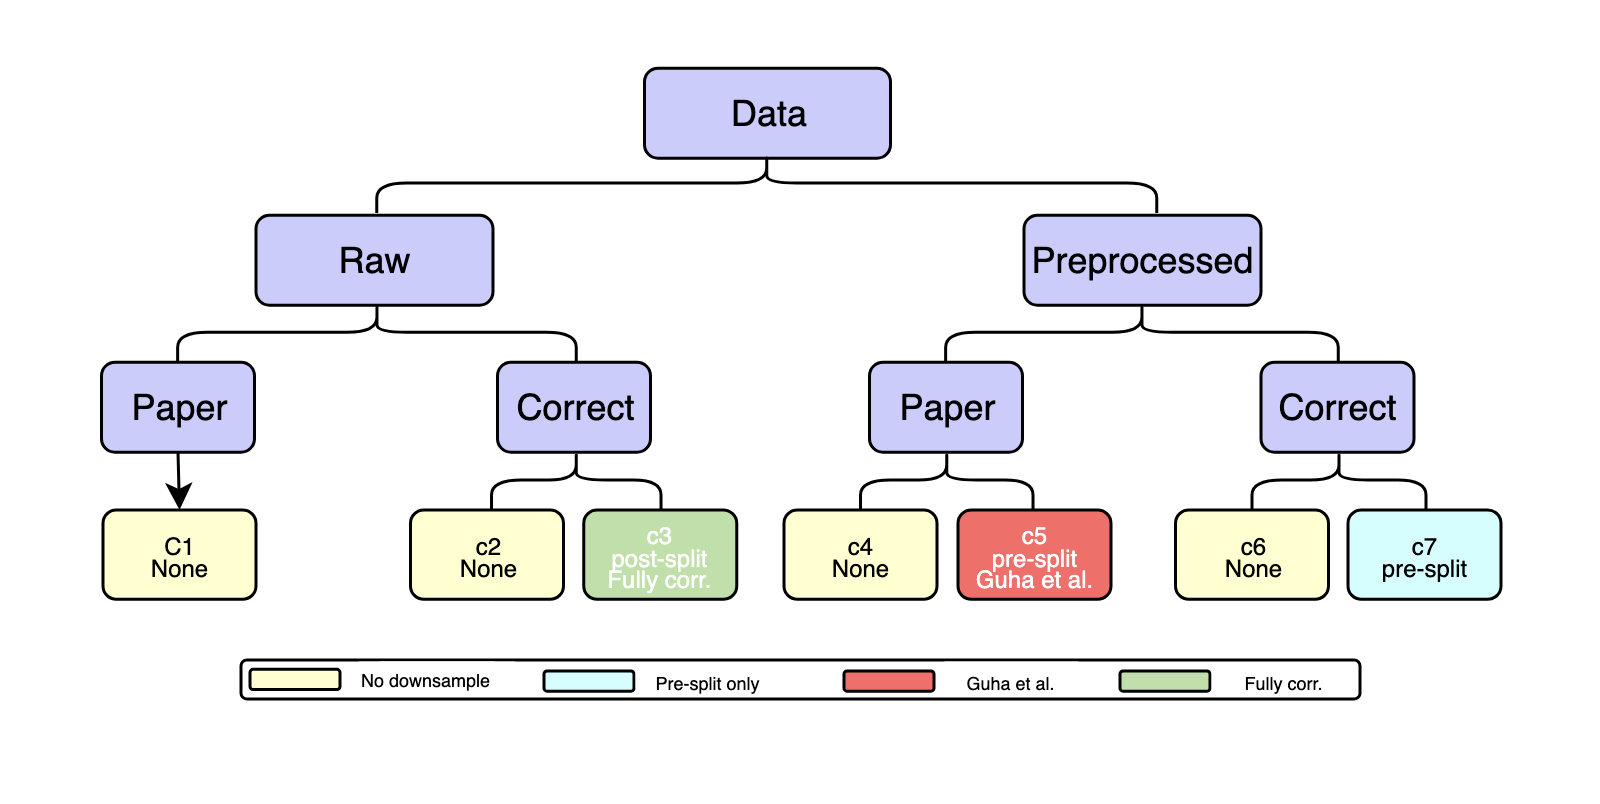 Data
Raw
Preprocessed
Paper
Correct
Paper
Correct
C1
None
c2
None
c3
post-split
Fully corr.
c4
None
c5
pre-split
Guha et al.
c6
None
c7
pre-split
No downsample
Pre-split only
Guha et al.
Fully corr.